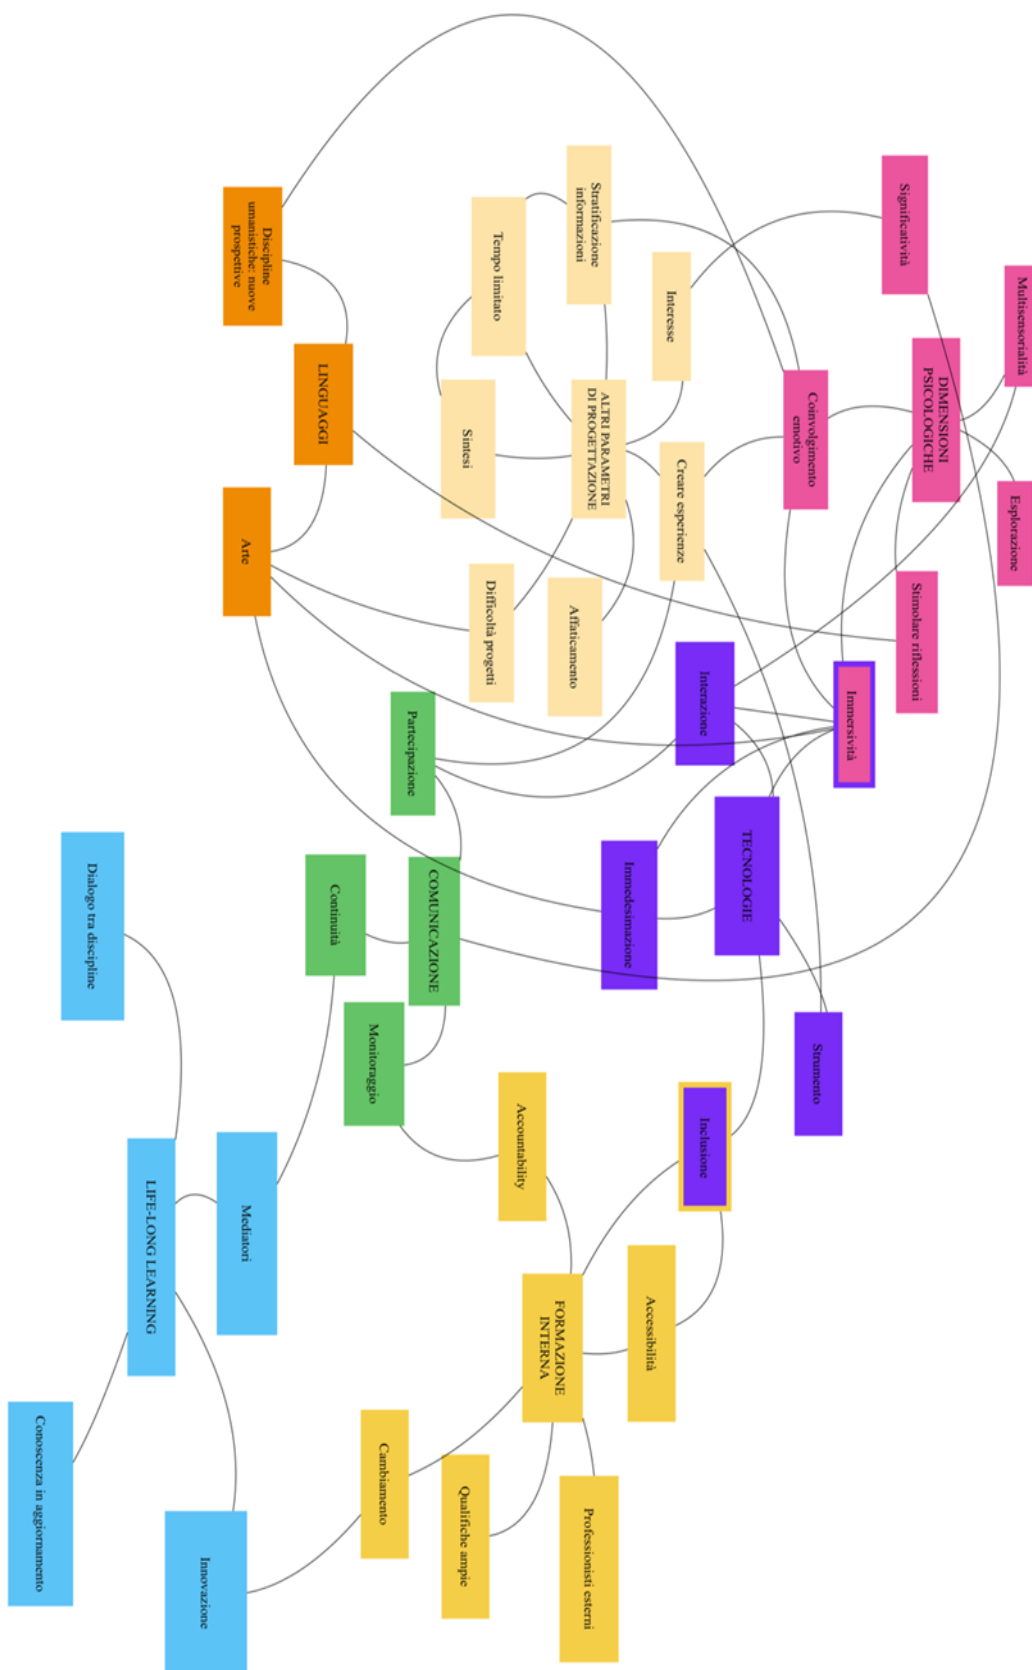 Multisensorialità
Esplorazione
Significatività
DIMENSIONI
PSICOLOGICHE
Stimolare riflessioni
Coinvolgimento
emotivo
Immersività
Strumento
Interesse
Creare esperienze
Interazione
TECNOLOGIE
Inclusione
Stratificazione
informazioni
ALTRI PARAMETRI
DI PROGETTAZIONE
Affaticamento
Immedesimazione
Accessibilità
Tempo limitato
Sintesi
Difficoltà progetti
Accountability
FORMAZIONE
INTERNA
Professionisti esterni
Partecipazione
COMUNICAZIONE
Qualifiche ampie
Continuità
Monitoraggio
Cambiamento
Discipline
umanistiche: nuove
prospettive
LINGUAGGI
Arte
Mediatori
Innovazione
Dialogo tra discipline
LIFE-LONG LEARNING
Conoscenza in aggiornamento